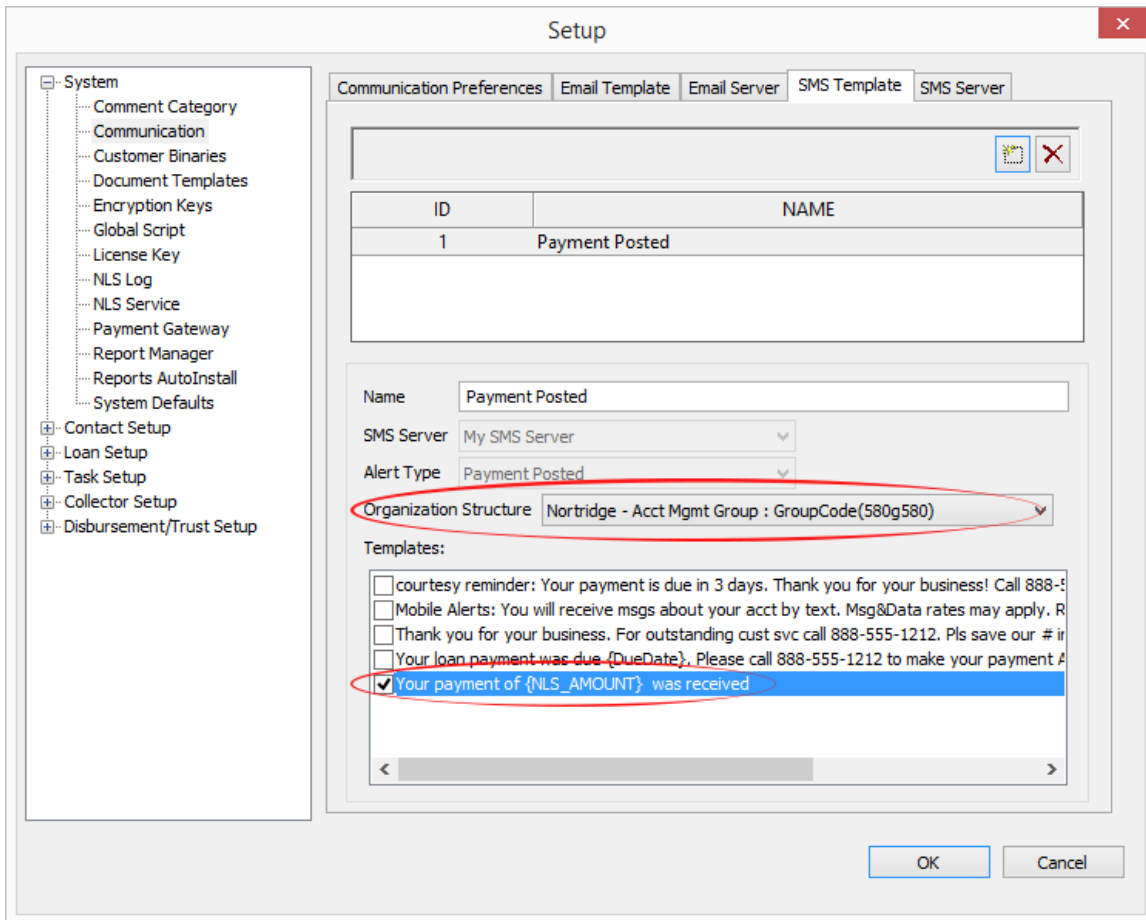 Setup
System
Comment Category
Communication
Customer Binaries
Document Templates
Encryption Keys
Global Script
License Key
NLS Log
NLS Service
Payment Gateway
Report Manager
Reports AutoInstall
System Defaults
Contact Setup
Loan Setup
Task Setup
Collector Setup
Disbursement/Trust Setup
Communication Preferences Email Template Email Server SMS Template SMS Server
ID NAME
1 Payment Posted
Name Payment Posted
SMS Server My SMS Server
Alert Type Payment Posted
Organization Structure Nortridge - Acct Mgmt Group : GroupCode(580g580)
Templates:
courtesy reminder: Your payment is due in 3 days. Thank you for your business! Call 888-5
Mobile Alerts: You will receive msgs about your acct by text. Msg&Data rates may apply. R
Thank you for your business. For outstanding cust svc call 888-555-1212. Pls save our # in
Your loan payment was due {DueDate}. Please call 888-555-1212 to make your payment A
Your payment of {NLS_AMOUNT} was received
OK Cancel